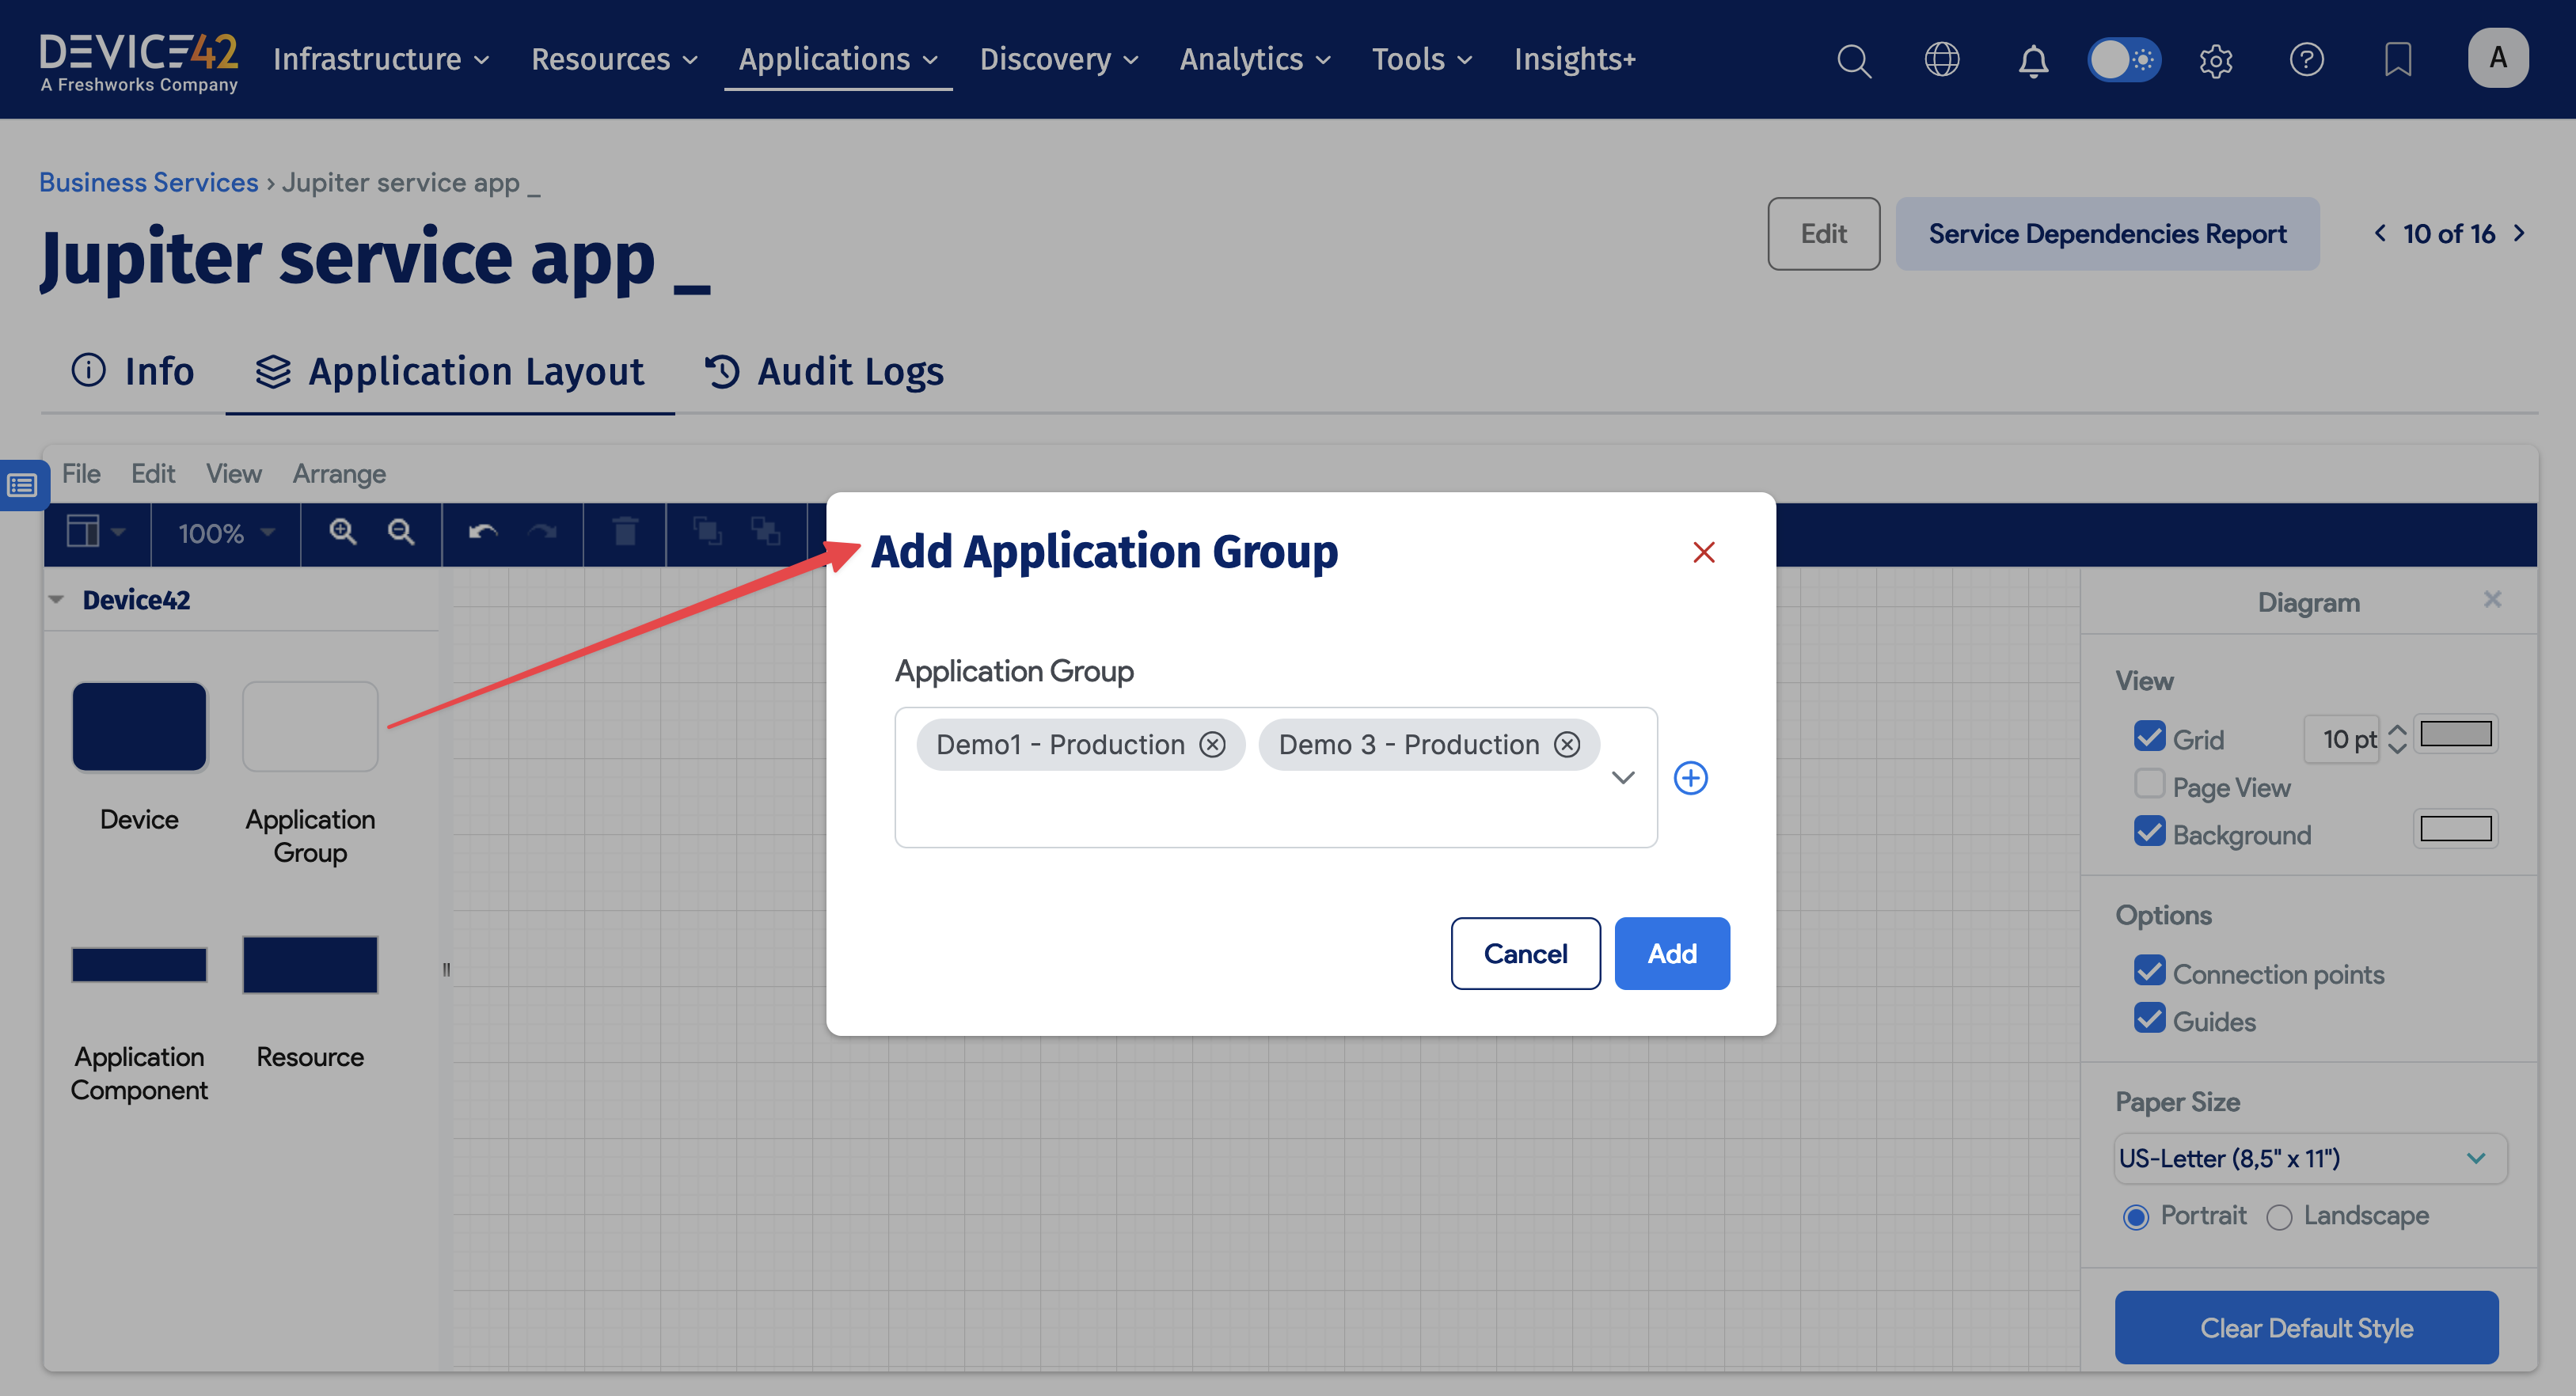 DEVICE42
A Freshworks Company
Infrastructure
Resources
Applications
Discovery
Analytics
Tools
Insights+
A
Business Services › Jupiter service app _
Jupiter service app _
Edit
Service Dependencies Report
10 of 16
Info
Application Layout
Audit Logs
File
Edit
View
Arrange
100%
Device42
Device
Application
Group
Application
Component
Resource
Add Application Group
Application Group
Demo1 - Production
Demo 3 - Production
Cancel
Add
Diagram
View
Grid
10 pt
Page View
Background
Options
Connection points
Guides
Paper Size
US-Letter (8,5" x 11")
Portrait
Landscape
Clear Default Style